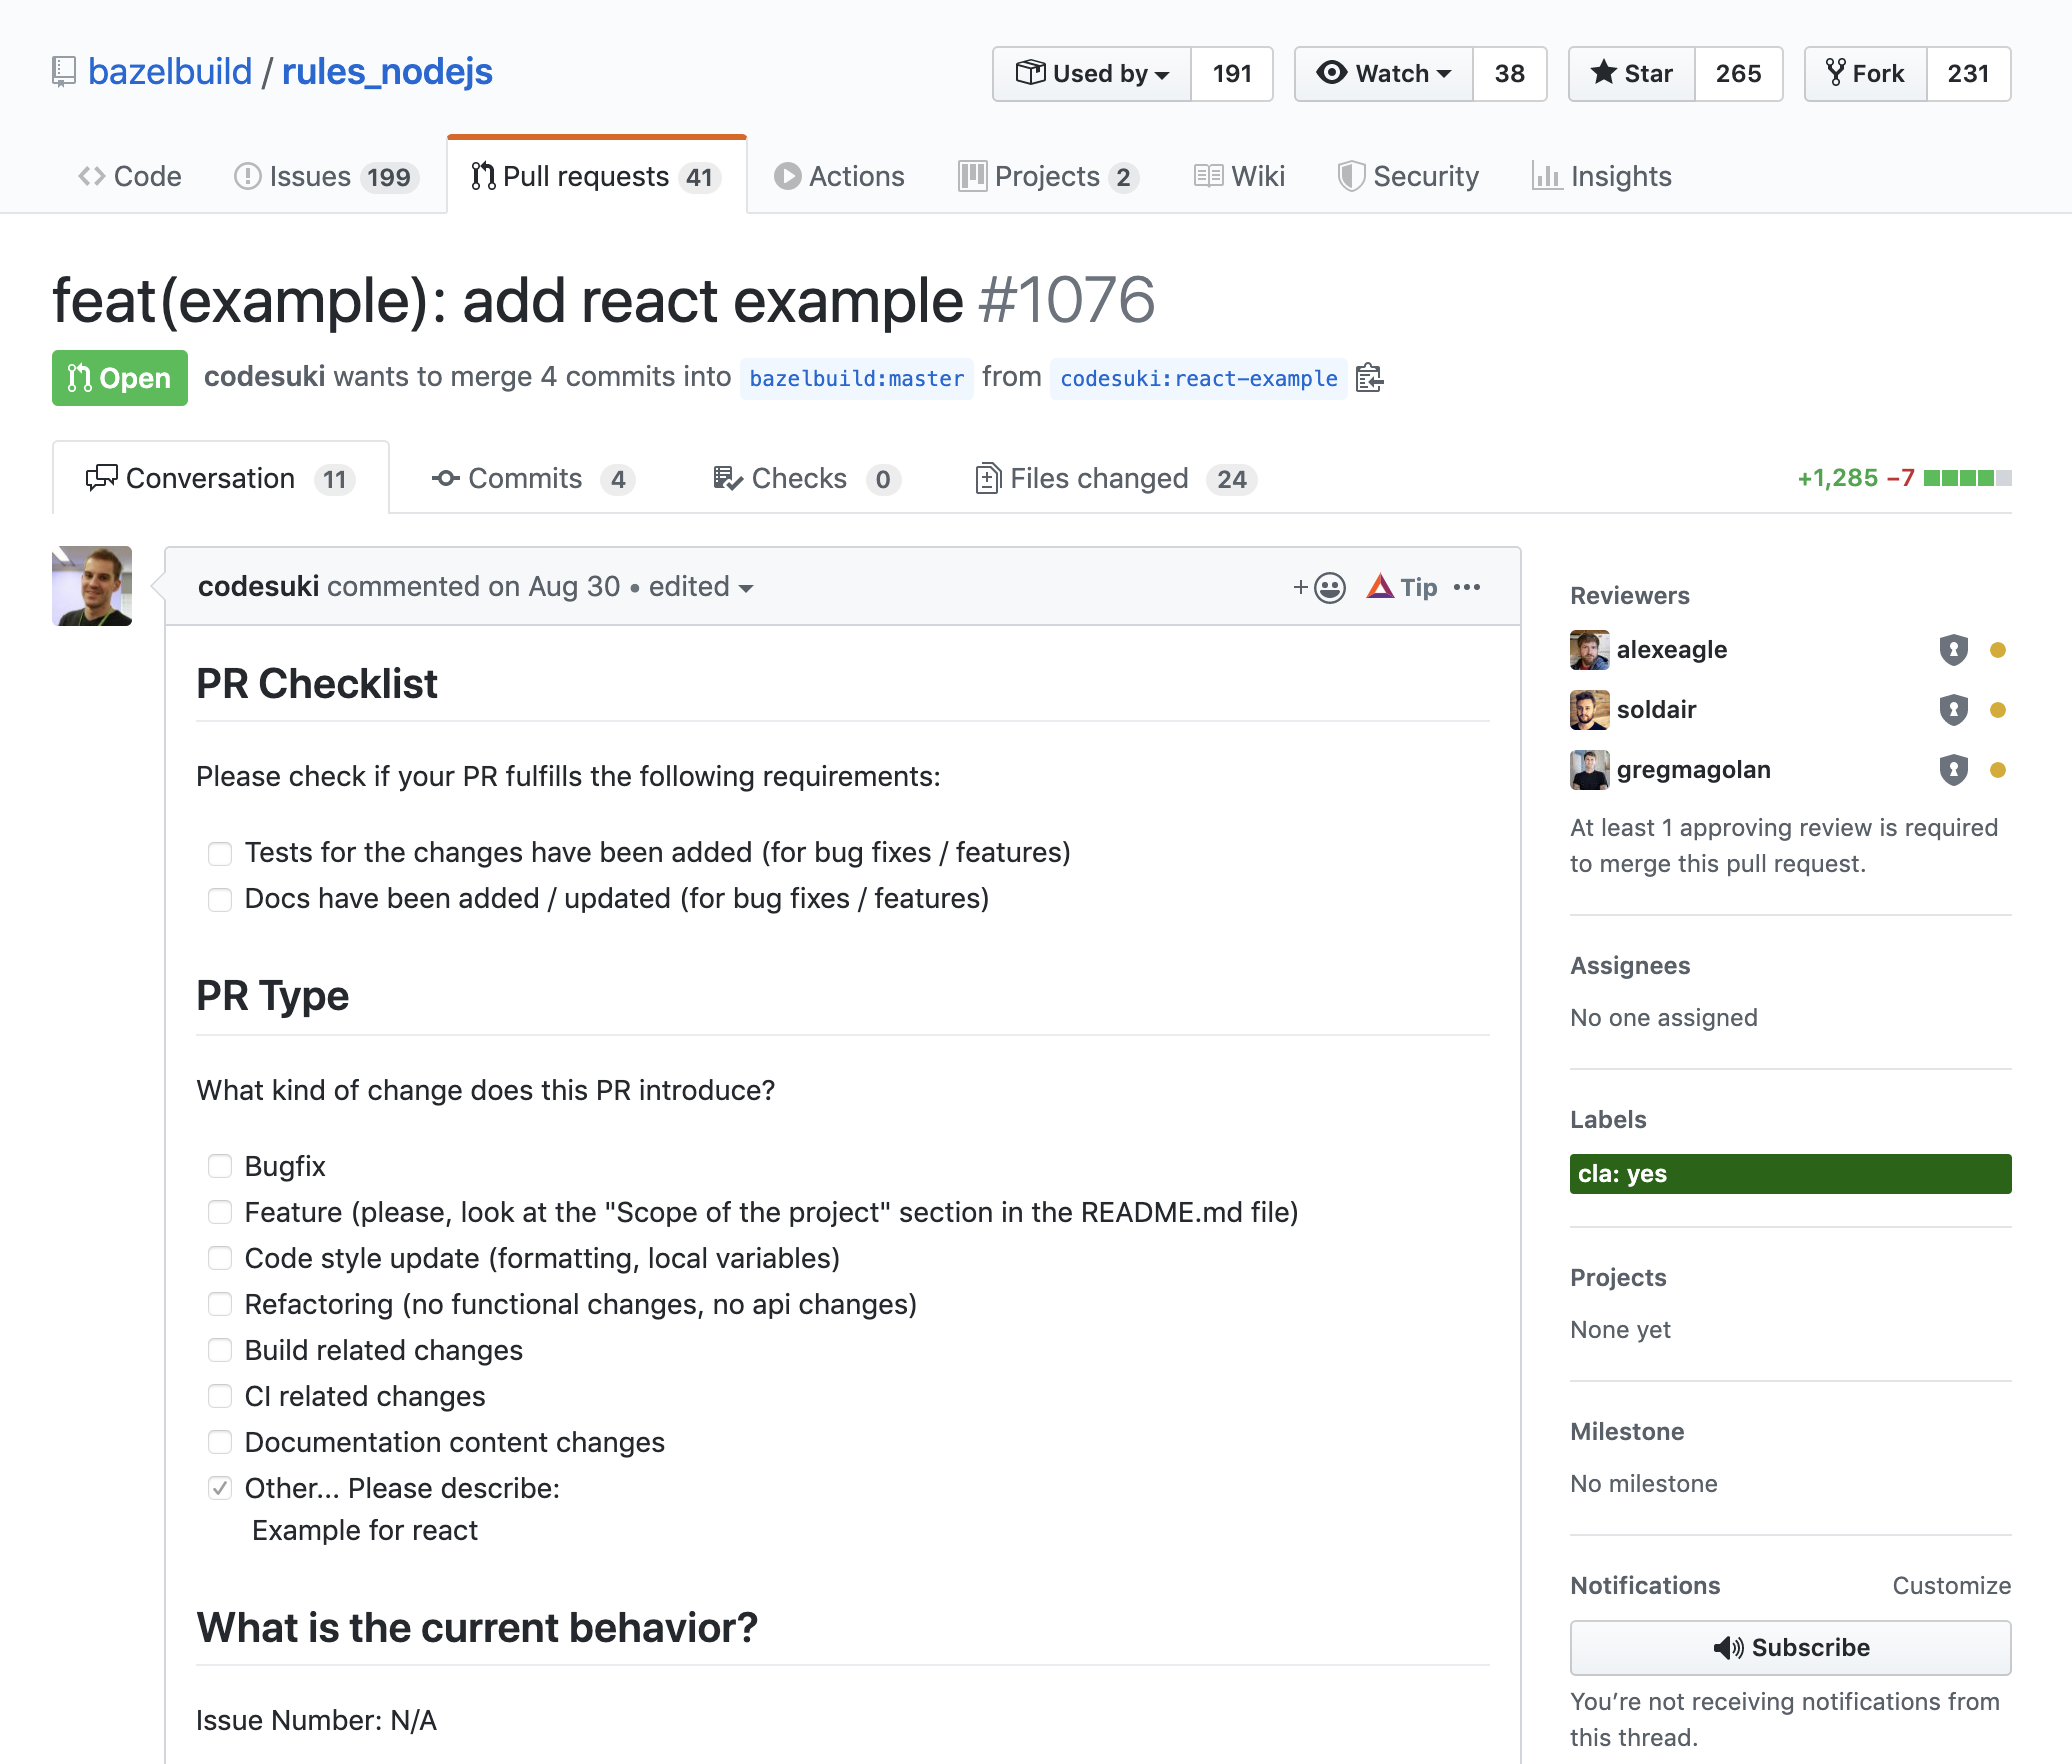 bazelbuild / rules_nodejs
Used by 191
Watch 38
Star 265
Fork 231
Code
Issues 199
Pull requests 41
Actions
Projects 2
Wiki
Security
Insights
feat(example): add react example #1076
Open codesuki wants to merge 4 commits into bazelbuild:master from codesuki:react-example
Conversation 11
Commits 4
Checks 0
Files changed 24
+1,285 −7
codesuki commented on Aug 30 • edited
Tip
PR Checklist
Please check if your PR fulfills the following requirements:
Tests for the changes have been added (for bug fixes / features)
Docs have been added / updated (for bug fixes / features)
PR Type
What kind of change does this PR introduce?
Bugfix
Feature (please, look at the "Scope of the project" section in the README.md file)
Code style update (formatting, local variables)
Refactoring (no functional changes, no api changes)
Build related changes
CI related changes
Documentation content changes
Other... Please describe:
Example for react
What is the current behavior?
Issue Number: N/A
Reviewers
alexeagle
soldair
gregmagolan
At least 1 approving review is required
to merge this pull request.
Assignees
No one assigned
Labels
cla: yes
Projects
None yet
Milestone
No milestone
Notifications Customize
Subscribe
You’re not receiving notifications from
this thread.